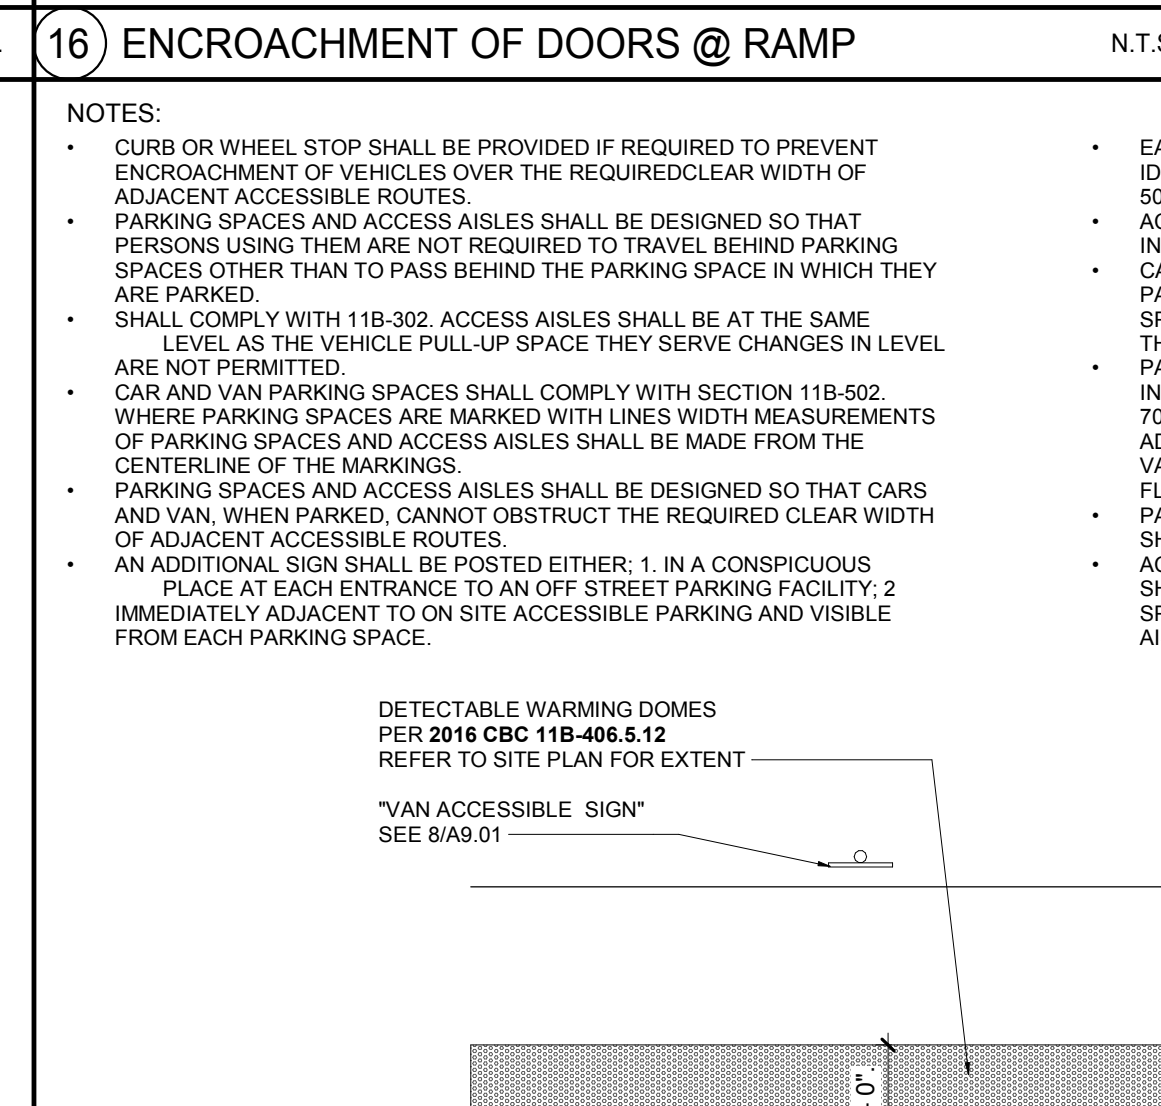 16 ENCROACHMENT OF DOORS @ RAMP
N.T.S
NOTES:
• CURB OR WHEEL STOP SHALL BE PROVIDED IF REQUIRED TO PREVENT
ENCROACHMENT OF VEHICLES OVER THE REQUIREDCLEAR WIDTH OF
ADJACENT ACCESSIBLE ROUTES.
• PARKING SPACES AND ACCESS AISLES SHALL BE DESIGNED SO THAT
PERSONS USING THEM ARE NOT REQUIRED TO TRAVEL BEHIND PARKING
SPACES OTHER THAN TO PASS BEHIND THE PARKING SPACE IN WHICH THEY
ARE PARKED.
• SHALL COMPLY WITH 11B-302. ACCESS AISLES SHALL BE AT THE SAME
LEVEL AS THE VEHICLE PULL-UP SPACE THEY SERVE CHANGES IN LEVEL
ARE NOT PERMITTED.
• CAR AND VAN PARKING SPACES SHALL COMPLY WITH SECTION 11B-502.
WHERE PARKING SPACES ARE MARKED WITH LINES WIDTH MEASUREMENTS
OF PARKING SPACES AND ACCESS AISLES SHALL BE MADE FROM THE
CENTERLINE OF THE MARKINGS.
• PARKING SPACES AND ACCESS AISLES SHALL BE DESIGNED SO THAT CARS
AND VAN, WHEN PARKED, CANNOT OBSTRUCT THE REQUIRED CLEAR WIDTH
OF ADJACENT ACCESSIBLE ROUTES.
• AN ADDITIONAL SIGN SHALL BE POSTED EITHER; 1. IN A CONSPICUOUS
PLACE AT EACH ENTRANCE TO AN OFF STREET PARKING FACILITY; 2
IMMEDIATELY ADJACENT TO ON SITE ACCESSIBLE PARKING AND VISIBLE
FROM EACH PARKING SPACE.
DETECTABLE WARMING DOMES
PER 2016 CBC 11B-406.5.12
REFER TO SITE PLAN FOR EXTENT
"VAN ACCESSIBLE SIGN"
SEE 8/A9.01
0"